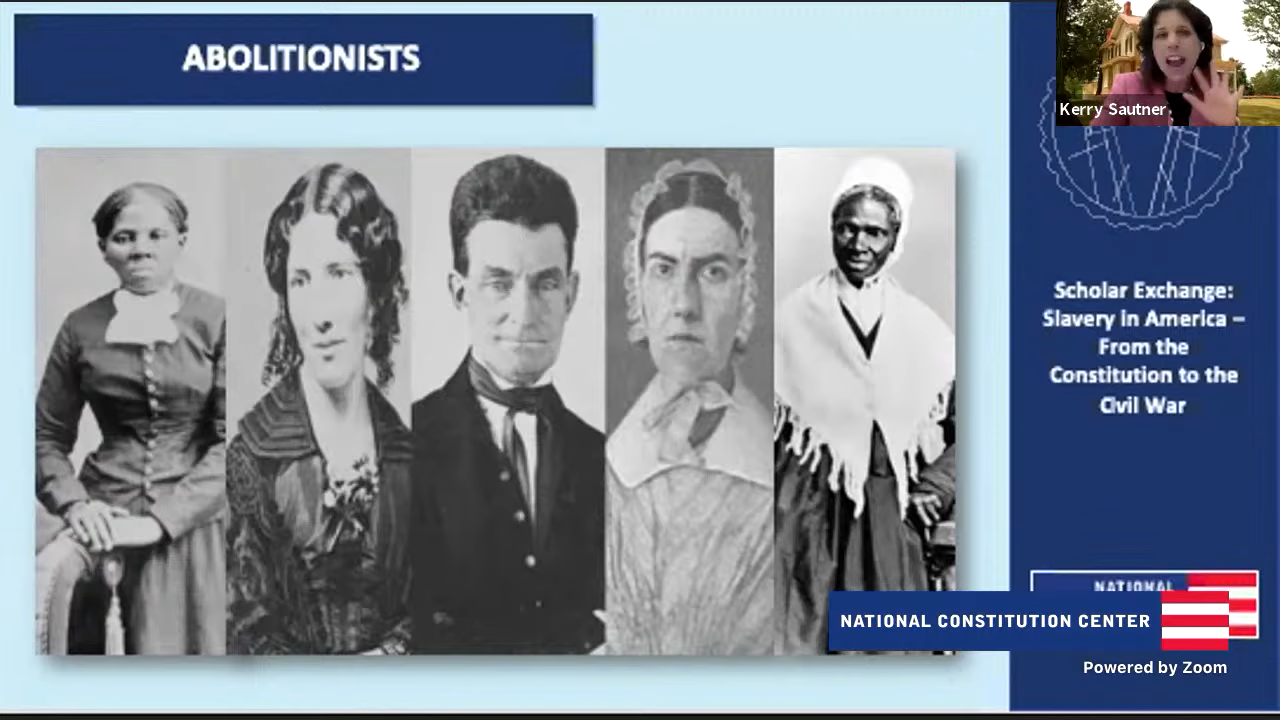 ABOLITIONISTS
Kerry Sautner
Scholar Exchange:
Slavery in America –
From the
Constitution to the
Civil War
NATIONAL
NATIONAL CONSTITUTION CENTER
Powered by Zoom